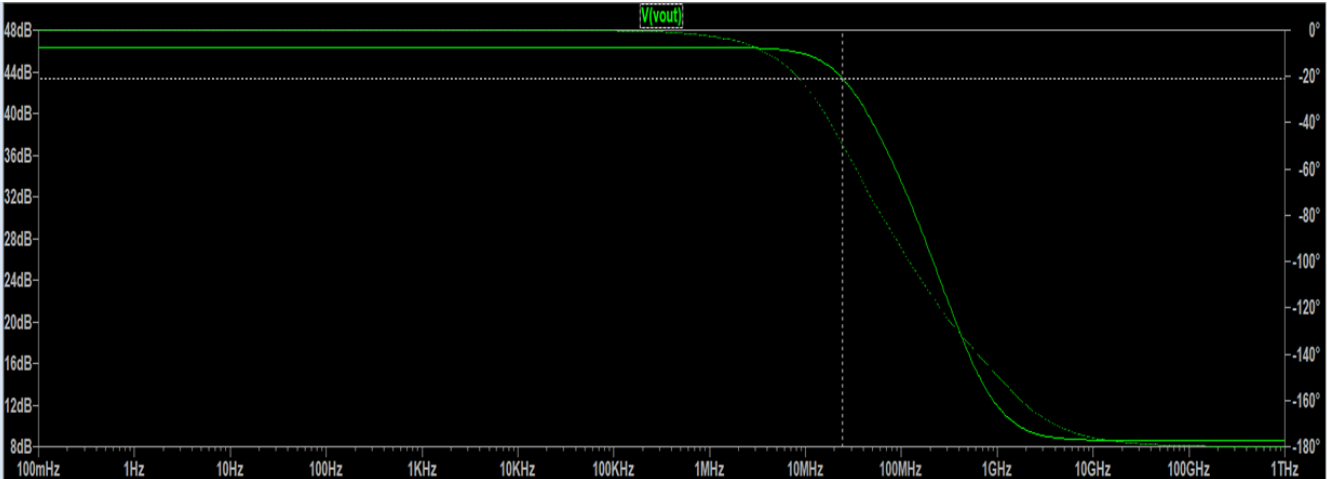 V(vout)
48dB
44dB
40dB
36dB
32dB
28dB
24dB
20dB
16dB
12dB
8dB
0°
-20°
-40°
-60°
-80°
-100°
-120°
-140°
-160°
-180°
100mHz 1Hz 10Hz 100Hz 1KHz 10KHz 100KHz 1MHz 10MHz 100MHz 1GHz 10GHz 100GHz 1THz